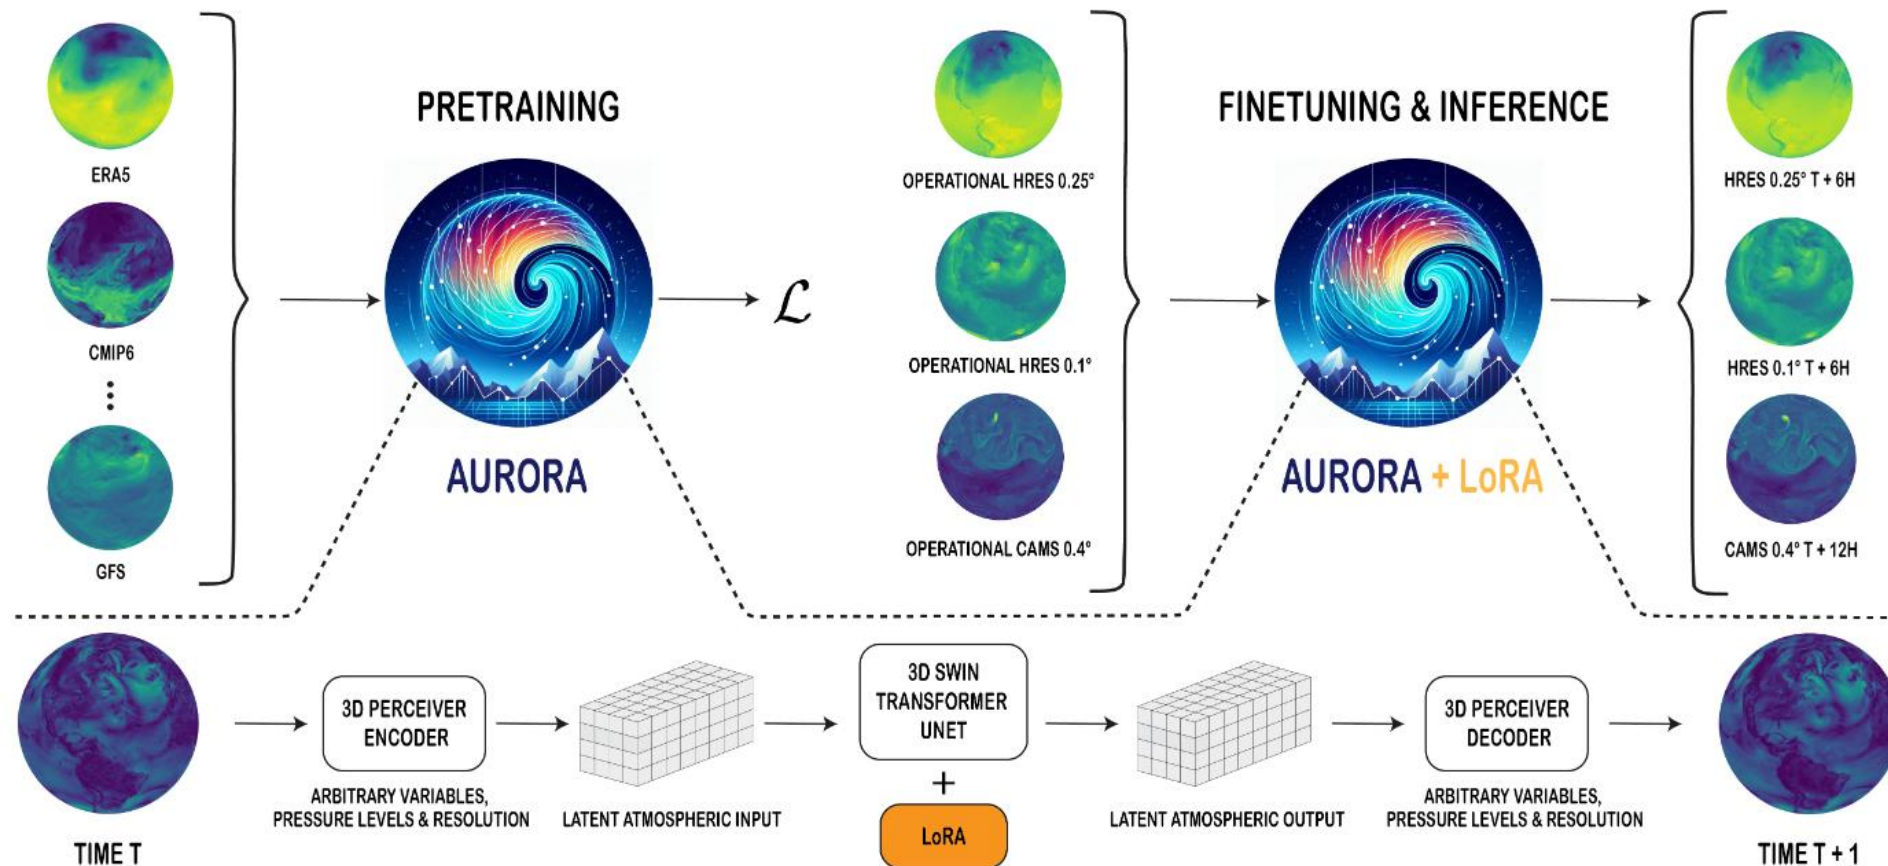 ERA5
CMIP6
GFS
PRETRAINING
AURORA
ℒ
OPERATIONAL HRES 0.25°
OPERATIONAL HRES 0.1°
OPERATIONAL CAMS 0.4°
FINETUNING & INFERENCE
AURORA + LoRA
HRES 0.25° T + 6H
HRES 0.1° T + 6H
CAMS 0.4° T + 12H
TIME T
3D PERCEIVER
ENCODER
ARBITRARY VARIABLES,
PRESSURE LEVELS & RESOLUTION
LATENT ATMOSPHERIC INPUT
3D SWIN
TRANSFORMER
UNET
+
LoRA
LATENT ATMOSPHERIC OUTPUT
3D PERCEIVER
DECODER
ARBITRARY VARIABLES,
PRESSURE LEVELS & RESOLUTION
TIME T + 1